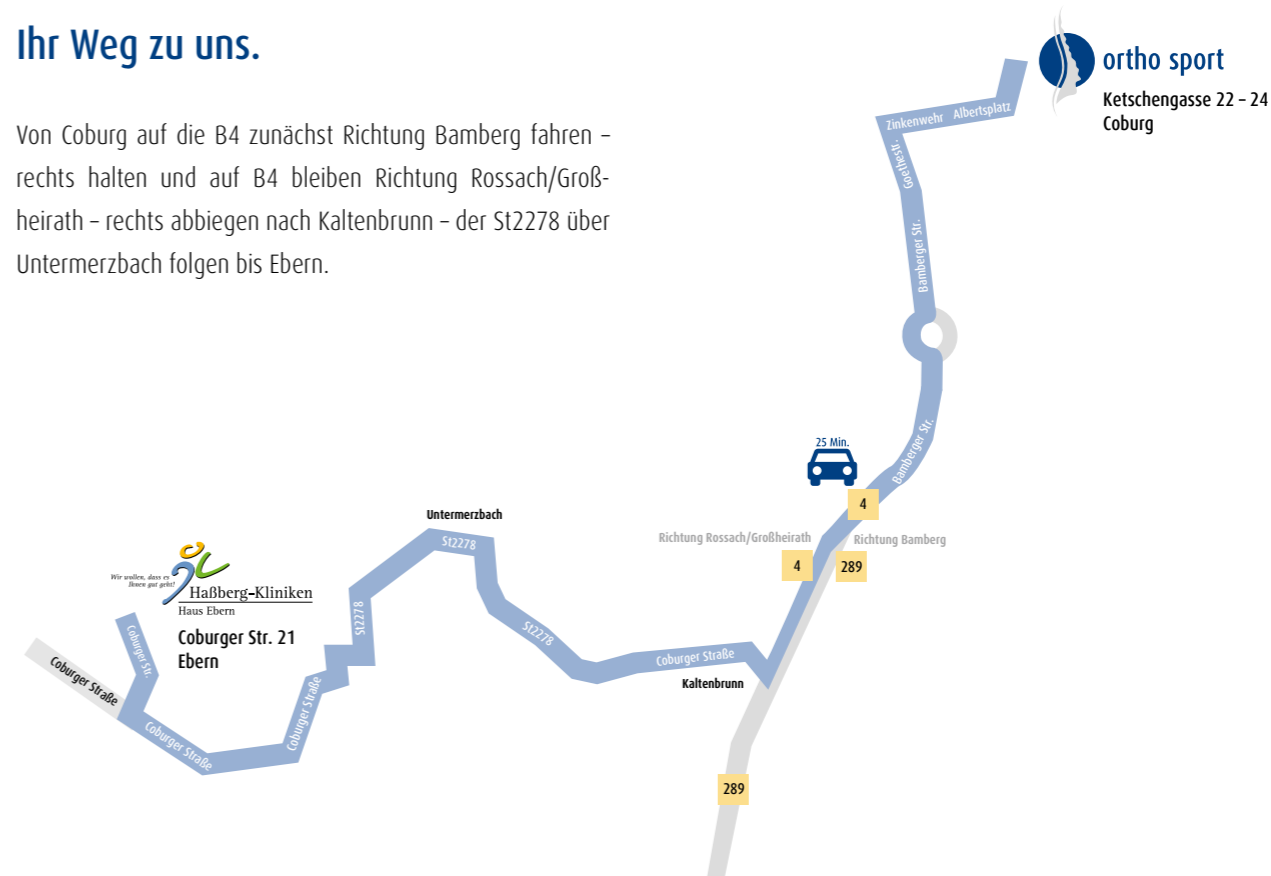 Ihr Weg zu uns.
Von Coburg auf die B4 zunächst Richtung Bamberg fahren –
rechts halten und auf B4 bleiben Richtung Rossach/Groß-
heirath – rechts abbiegen nach Kaltenbrunn – der St2278 über
Untermerzbach folgen bis Ebern.
ortho sport
Ketschengasse 22 – 24
Coburg
Zinkenwehr Albertsplatz
Goethestr.
Bamberger Str.
Bamberger Str.
25 Min.
4
Richtung Rossach/Großheirath
Richtung Bamberg
4
289
Untermerzbach
St2278
St2278
St2278
Coburger Straße
Kaltenbrunn
289
Wir wollen, dass es
Ihnen gut geht!
Haßberg-Kliniken
Haus Ebern
Coburger Str. 21
Ebern
Coburger Str.
Coburger Straße
Coburger Straße
Coburger Straße